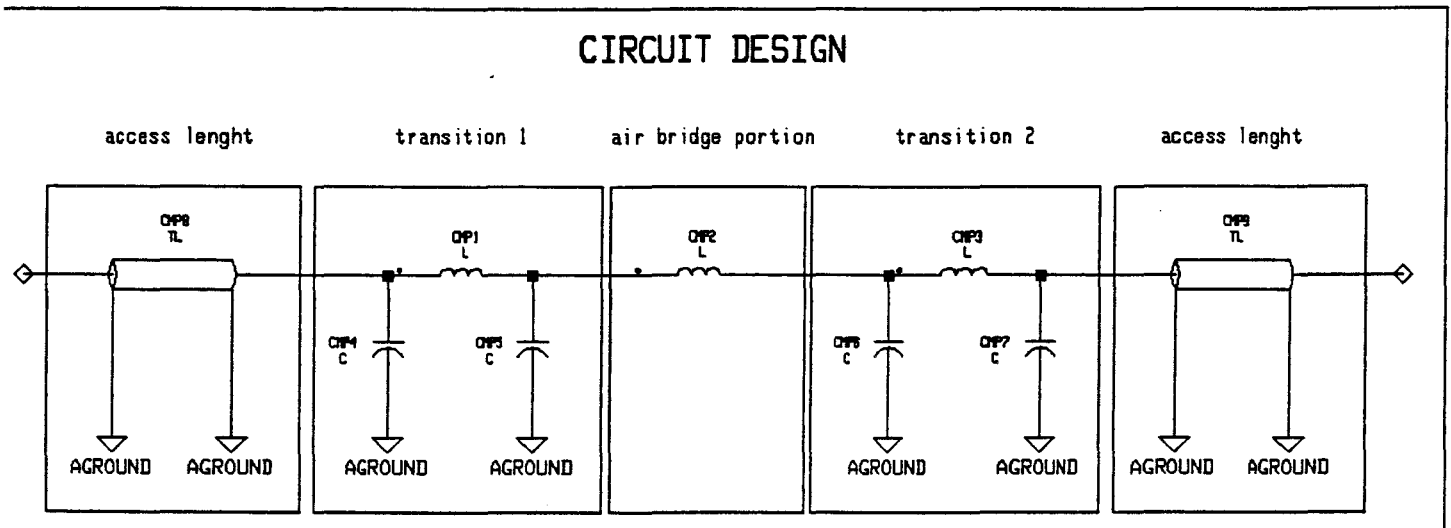 CIRCUIT DESIGN
access lenght
transition 1
air bridge portion
transition 2
access lenght
CMP8
TL
CMP1
L
CMP2
L
CMP3
L
CMP9
TL
CMP4
C
CMP5
C
CMP6
C
CMP7
C
AGROUND
AGROUND
AGROUND
AGROUND
AGROUND
AGROUND
AGROUND
AGROUND